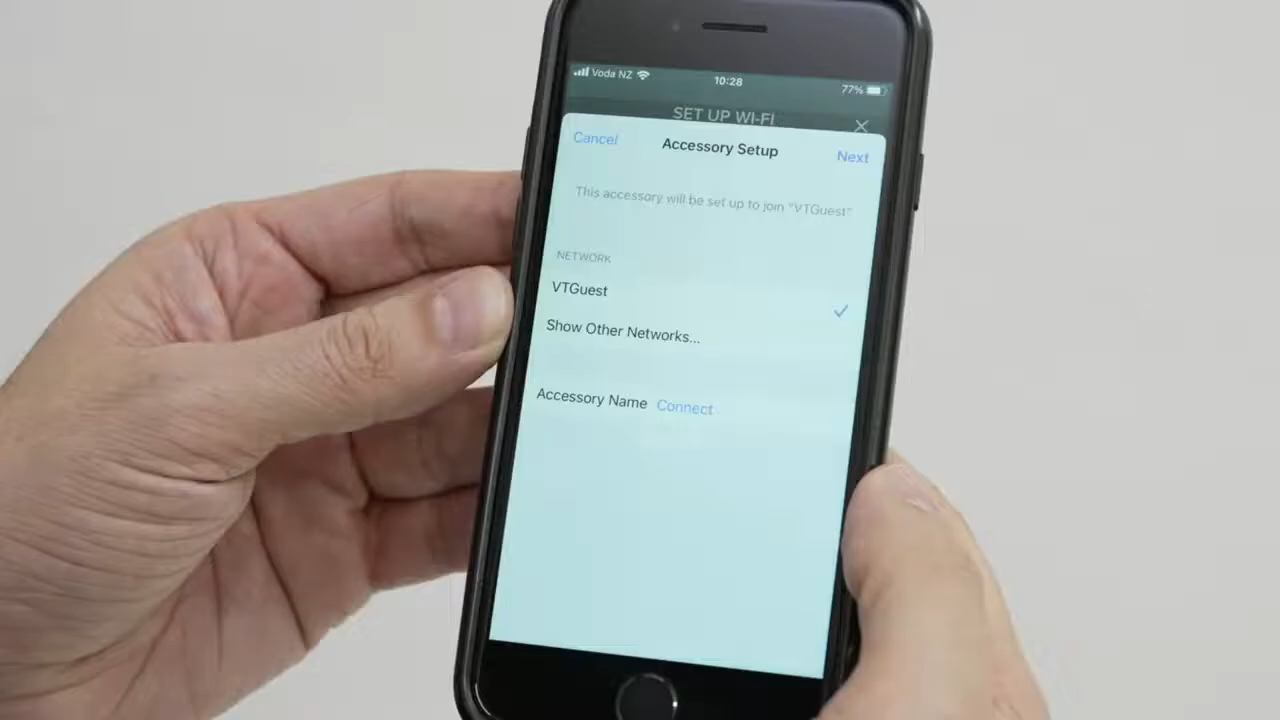 Voda NZ 10:28 77%
SET UP WI-FI
Cancel Accessory Setup Next
This accessory will be set up to join “VTGuest”
NETWORK
VTGuest
Show Other Networks...
Accessory Name Connect